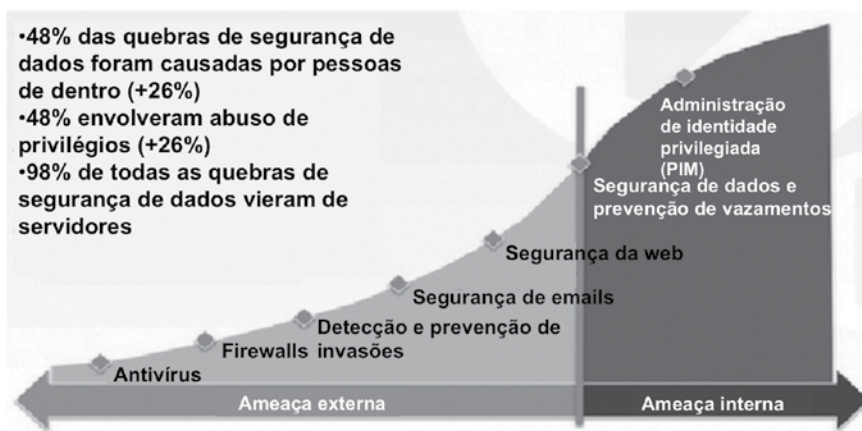 •48% das quebras de segurança de
dados foram causadas por pessoas
de dentro (+26%)
•48% envolveram abuso de
privilégios (+26%)
•98% de todas as quebras de
segurança de dados vieram de
servidores
Administração
de identidade
privilegiada
(PIM)
Segurança de dados e
prevenção de vazamentos
Segurança da web
Segurança de emails
Detecção e prevenção de
invasões
Firewalls
Antivírus
Ameaça externa
Ameaça interna